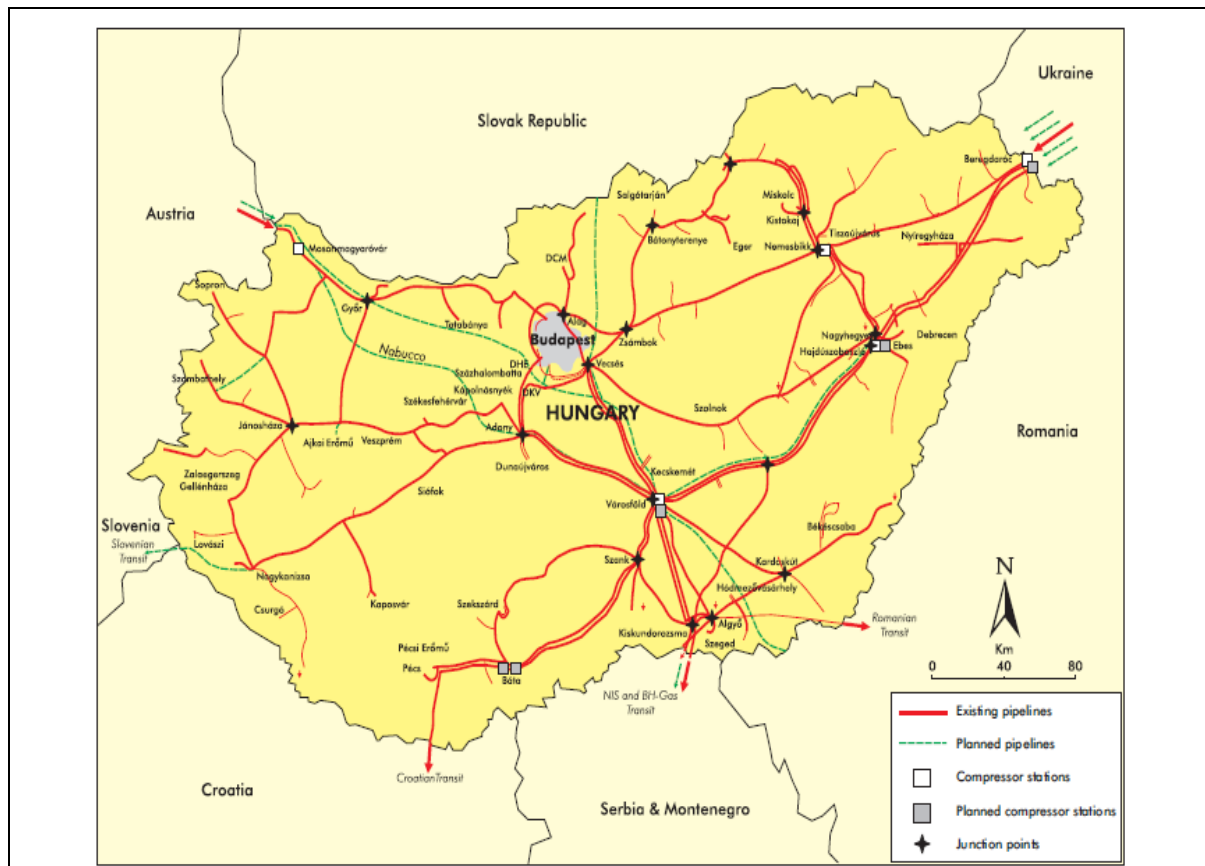 Ukraine
Slovak Republic
Beregdaróc
Salgótarján
Miskolc
Kistokaj
Austria
Bátonyterenye
Tiszaújváros
Nyíregyháza
Mosonmagyaróvár
Eger
Nemesbikk
DCM
Sopron
Győr
Tatabánya
Alag
Zsámbok
Nagyhegyes
Debrecen
Budapest
Hajdúszoboszló
Ebes
Nabucco
DHE
Vecsés
Százhalombatta
Szombathely
Kápolnásnyék
DKV
Székesfehérvár
HUNGARY
Szolnok
Jánosháza
Ajkai Erőmű
Veszprém
Adony
Romania
Dunaújváros
Kecskemét
Zalaegerszeg
Gellénháza
Siófok
Városföld
Slovenia
Slovenian
Transit
Lovászi
Békéscsaba
Szank
Kardoskút
Nagykanizsa
Hódmezővásárhely
Csurgó
Kaposvár
Szekszárd
N
Kiskundorozsma
Algyő
Romanian
Transit
Pécsi Erőmű
Szeged
Km
Pécs
Báta
0 40 80
NIS and BH-Gas
Transit
Existing pipelines
Planned pipelines
CroatianTransit
Compressor stations
Croatia
Serbia & Montenegro
Planned compressor stations
Junction points